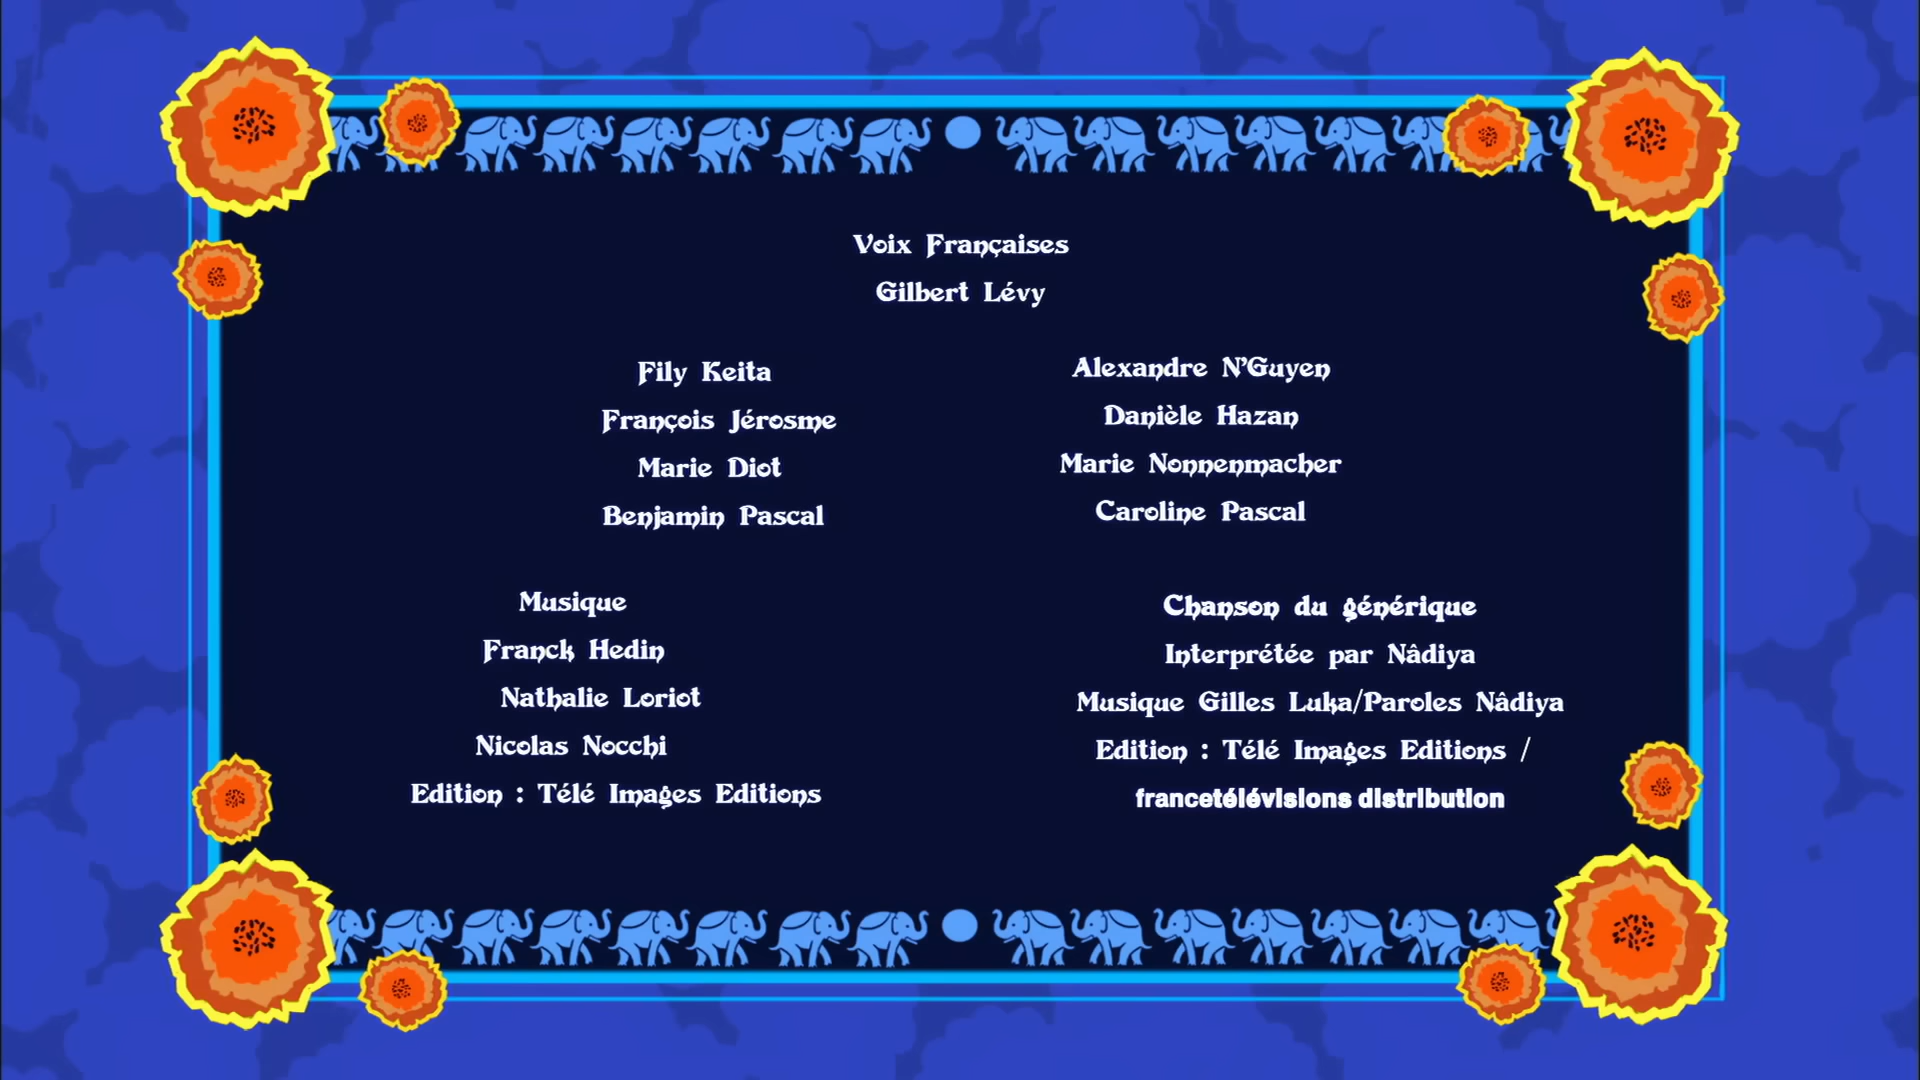 Voix Françaises
Gilbert Lévy
Fily Keita
François Jérosme
Marie Diot
Benjamin Pascal
Alexandre N'Guyen
Danièle Hazan
Marie Nonnenmacher
Caroline Pascal
Musique
Franck Hedin
Nathalie Loriot
Nicolas Nocchi
Edition : Télé Images Editions
Chanson du générique
Interprétée par Nâdiya
Musique Gilles Luka/Paroles Nâdiya
Edition : Télé Images Editions /
francetélévisions distribution